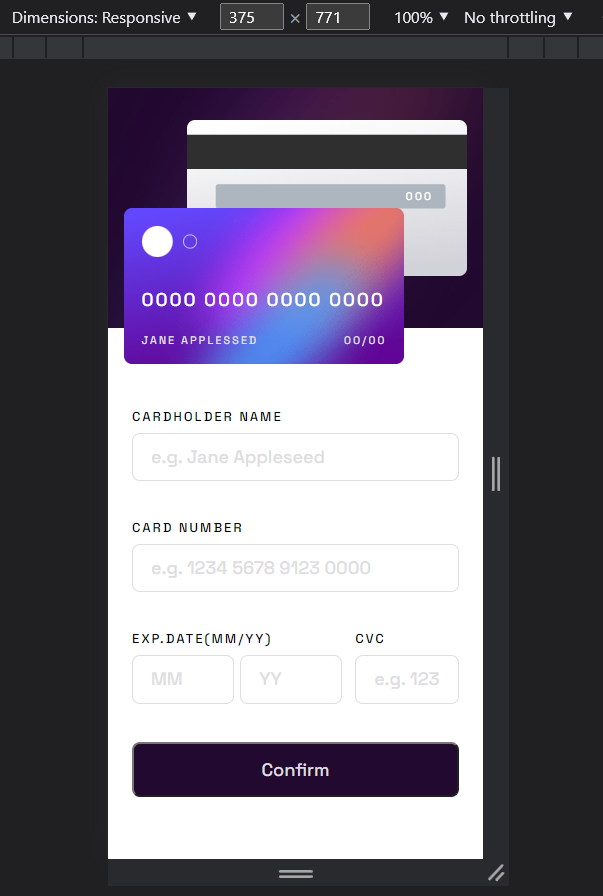 Dimensions: Responsive ▼ 375 × 771 100% ▼ No throttling ▼
000
0000 0000 0000 0000
JANE APPLESSED 00/00
CARDHOLDER NAME
e.g. Jane Appleseed
CARD NUMBER
e.g. 1234 5678 9123 0000
EXP.DATE(MM/YY) CVC
MM YY e.g. 123
Confirm